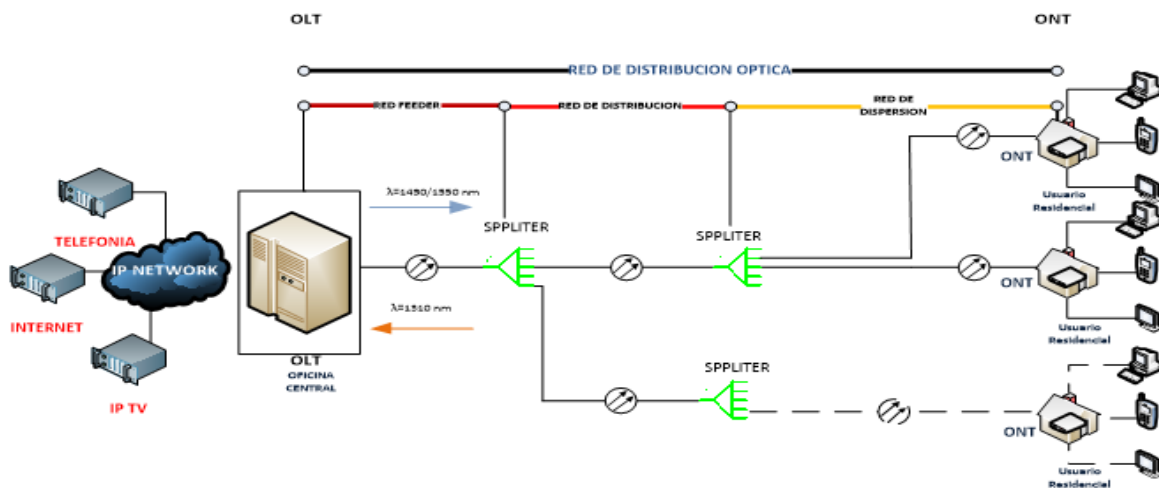 OLT
ONT
RED DE DISTRIBUCION OPTICA
RED FEEDER
RED DE DISTRIBUCION
RED DE
DISPERSION
ONT
Usuario
Residencial
λ=1490/1550 nm
SPPLITER
SPPLITER
TELEFONIA
IP NETWORK
INTERNET
IP TV
λ=1310 nm
OLT
OFICINA
CENTRAL
ONT
Usuario
Residencial
SPPLITER
ONT
Usuario
Residencial